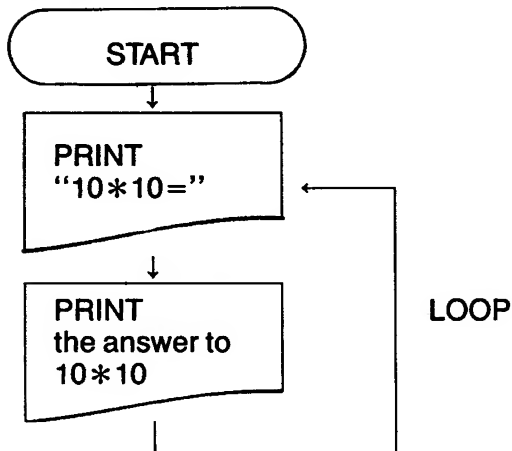 START
PRINT
“10*10=”
PRINT
the answer to
10*10
LOOP